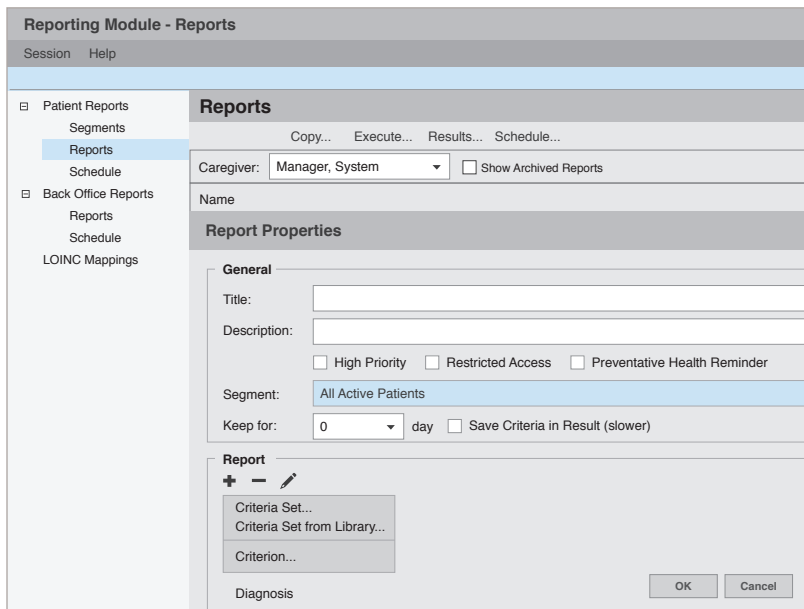 Reporting Module - Reports
Session Help
Patient Reports
Segments
Reports
Schedule
Back Office Reports
Reports
Schedule
LOINC Mappings
Reports
Copy... Execute... Results... Schedule...
Caregiver: Manager, System Show Archived Reports
Name
Report Properties
General
Title:
Description:
High Priority Restricted Access Preventative Health Reminder
Segment: All Active Patients
Keep for: 0 day Save Criteria in Result (slower)
Report
Criteria Set...
Criteria Set from Library...
Criterion...
Diagnosis
OK Cancel